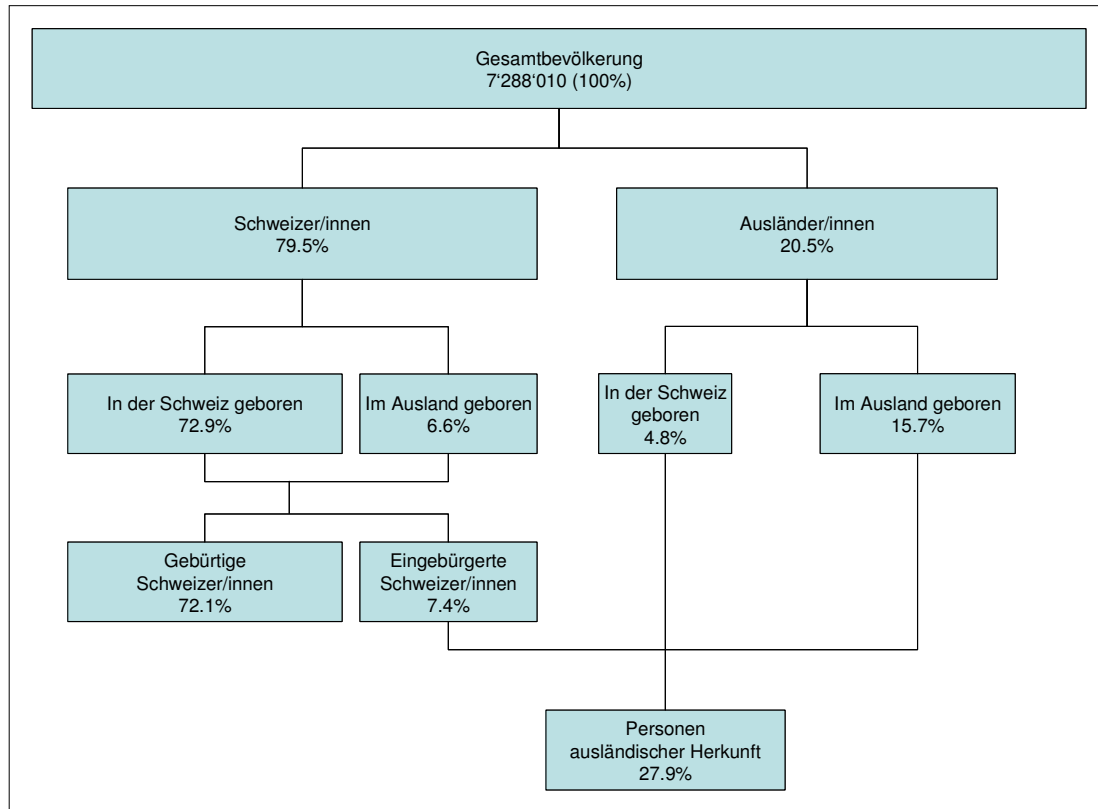 Gesamtbevölkerung
7‘288‘010 (100%)
Schweizer/innen
79.5%
Ausländer/innen
20.5%
In der Schweiz geboren
72.9%
Im Ausland geboren
6.6%
In der Schweiz
geboren
4.8%
Im Ausland geboren
15.7%
Gebürtige
Schweizer/innen
72.1%
Eingebürgerte
Schweizer/innen
7.4%
Personen
ausländischer Herkunft
27.9%